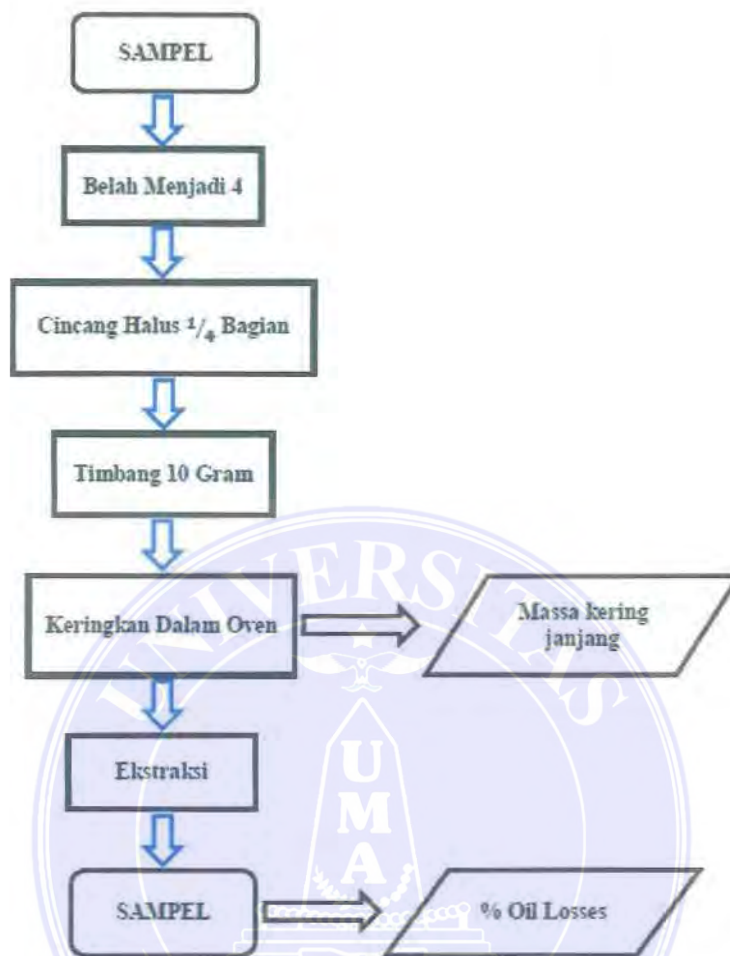 SAMPEL
Belah Menjadi 4
Cincang Halus 1/4 Bagian
Timbang 10 Gram
Keringkan Dalam Oven
Massa kering
janjang
Ekstraksi
SAMPEL
% Oil Losses
UNIVERSITAS
UMA